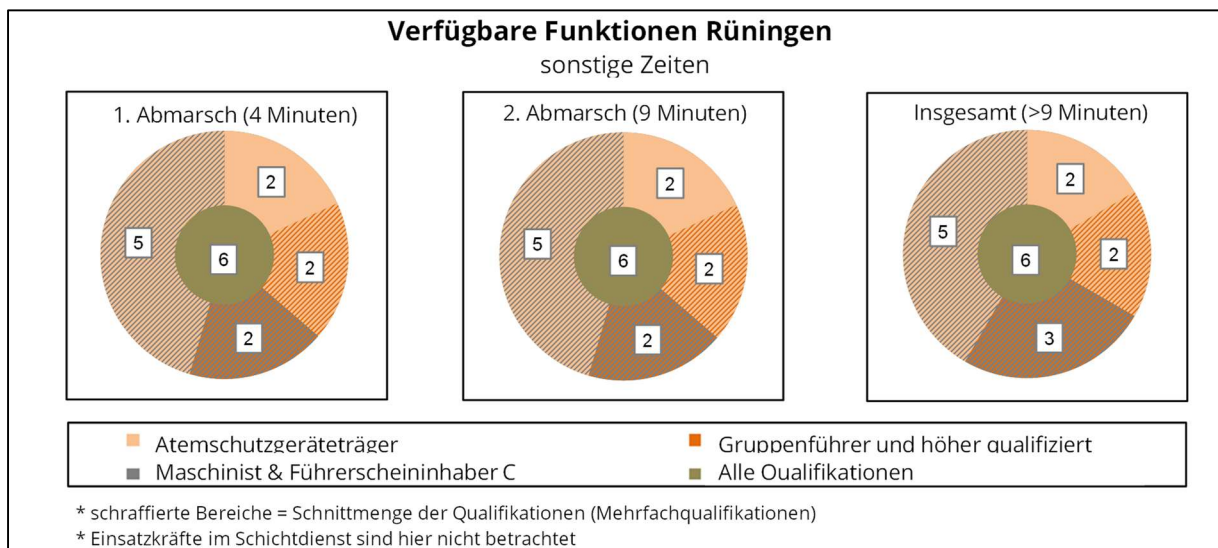 Verfügbare Funktionen Rüningen
sonstige Zeiten
1. Abmarsch (4 Minuten)
2
5
6
2
2
2. Abmarsch (9 Minuten)
2
5
6
2
2
Insgesamt (>9 Minuten)
2
5
6
2
3
Atemschutzgeräteträger
Gruppenführer und höher qualifiziert
Maschinist & Führerscheininhaber C
Alle Qualifikationen
* schraffierte Bereiche = Schnittmenge der Qualifikationen (Mehrfachqualifikationen)
* Einsatzkräfte im Schichtdienst sind hier nicht betrachtet